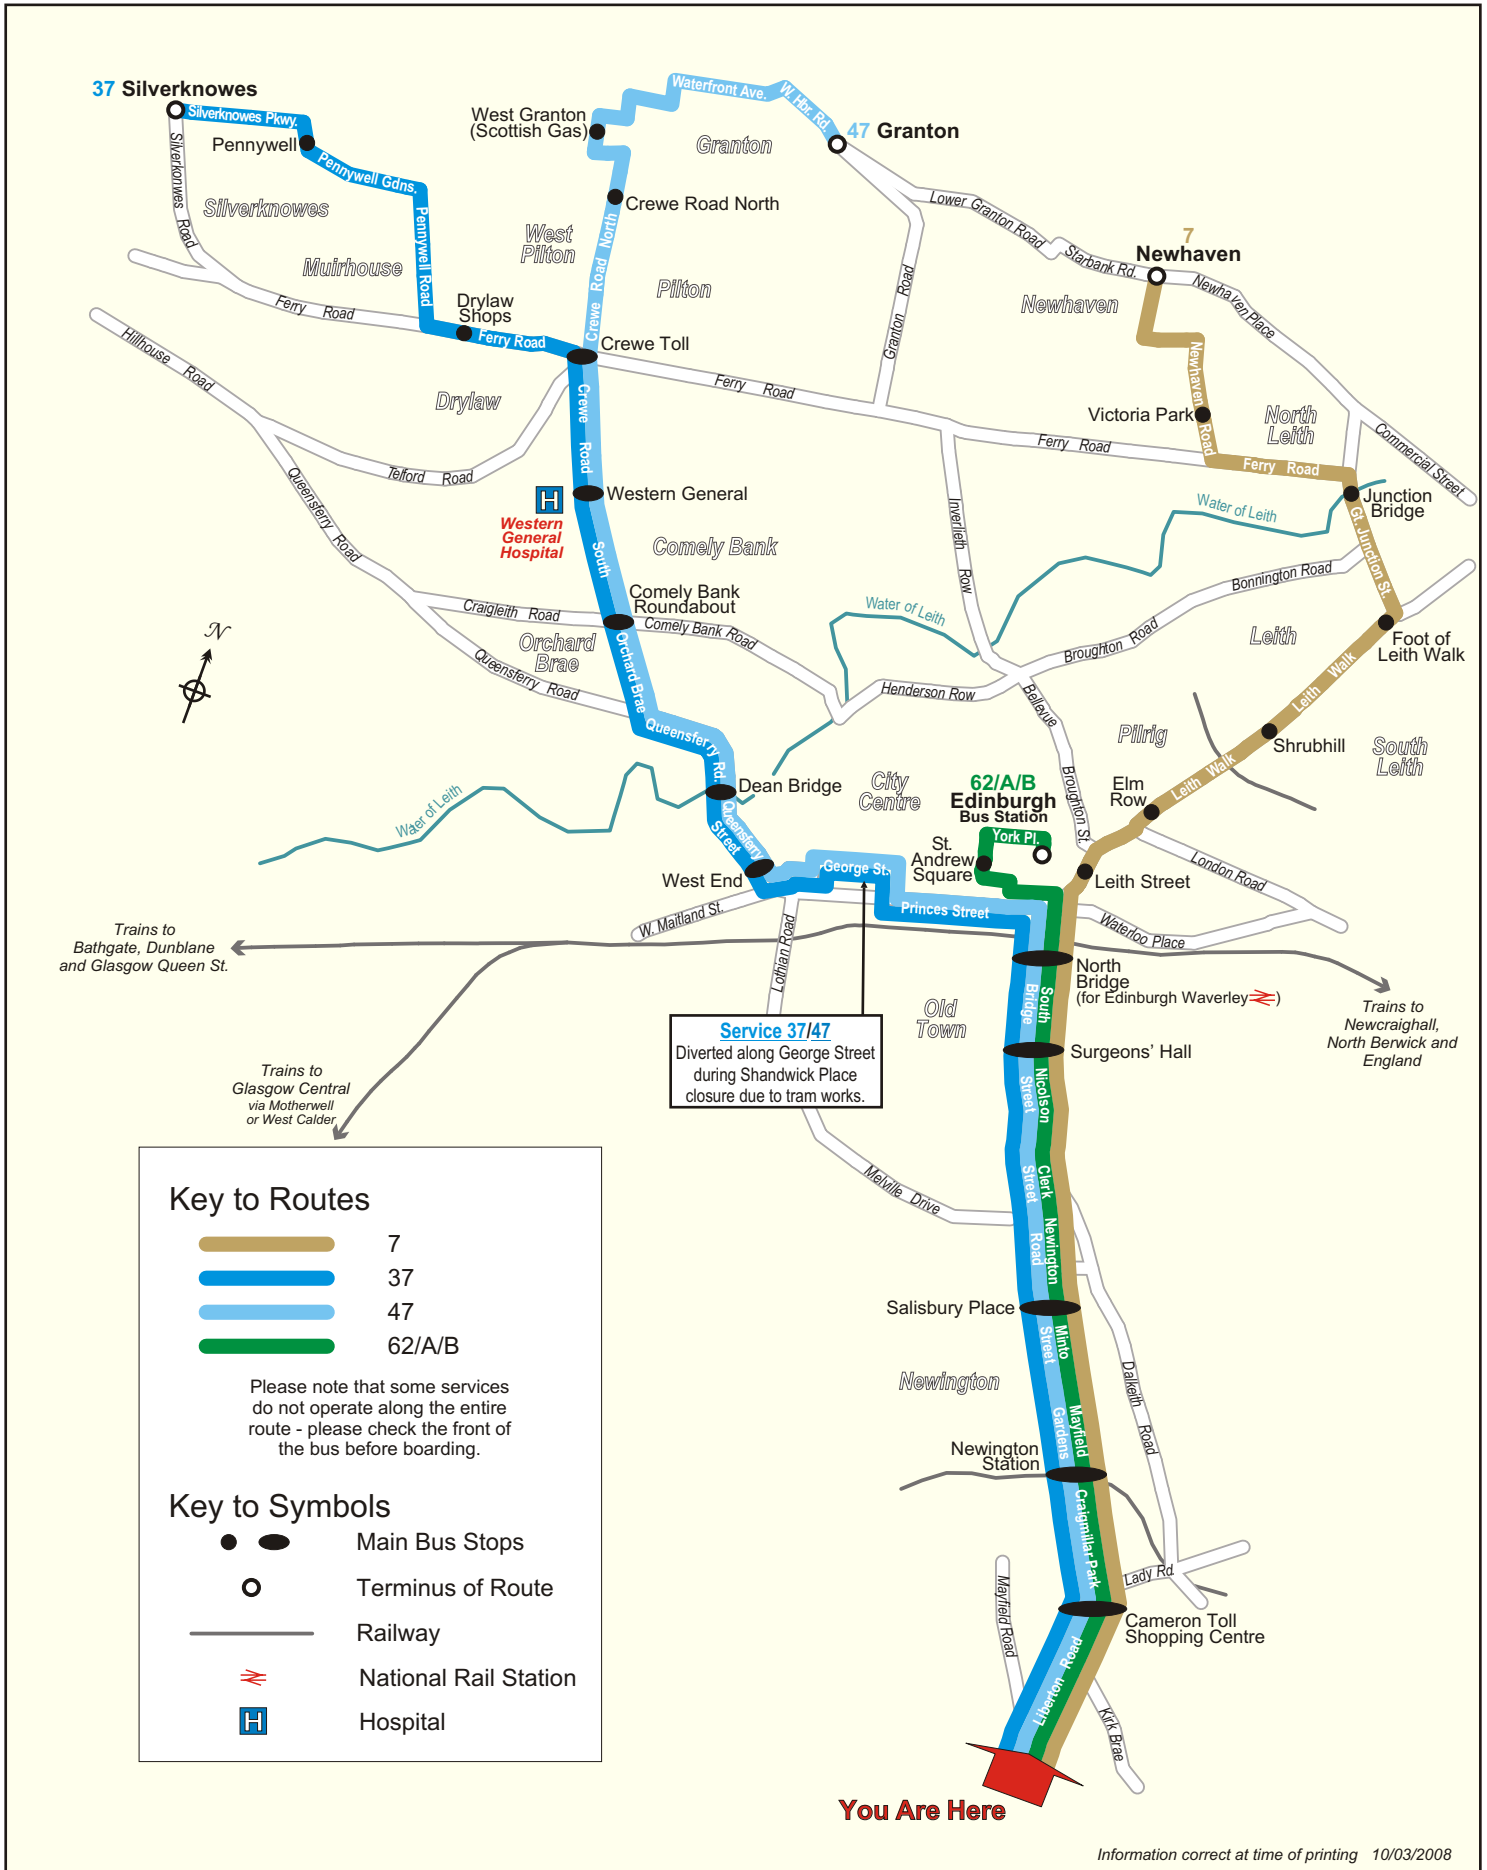 37 Silverknowes
Silverknowes Pkwy.
Pennywell
Pennywell Gdns.
Silverkonwes Road
Silverknowes
Pennywell Road
Muirhouse
West Granton
(Scottish Gas)
Waterfront Ave.
W. Hbr. Rd.
47 Granton
Granton
Crewe Road North
Crewe Road North
West
Pilton
Pilton
Lower Granton Road
Starbank Rd.
7
Newhaven
Newhaven Place
Newhaven
Granton Road
Ferry Road
Drylaw
Shops
Ferry Road
Crewe Toll
Ferry Road
Hillhouse Road
Drylaw
Crewe Road South
Newhaven Road
Victoria Park
North
Leith
Ferry Road
Ferry Road
Commercial Street
Telford Road
Queensferry Road
Western General
H
Western
General
Hospital
Comely Bank
Inverlieth Row
Water of Leith
Junction
Bridge
Gt. Junction St.
Bonnington Road
Comely Bank
Roundabout
Craigleith Road
Comely Bank Road
Water of Leith
Broughton Road
Leith
Foot of
Leith Walk
N
Orchard
Brae
Orchard Brae
Queensferry Road
Queensferry Rd.
Henderson Row
Bellevue
Leith Walk
Pilrig
Shrubhill
South
Leith
Leith Walk
Dean Bridge
City
Centre
62/A/B
Edinburgh
Bus Station
York Pl.
Broughton St.
Elm
Row
Water of Leith
Queensferry
Street
St.
Andrew
Square
West End
George St.
Leith Street
London Road
W. Maitland St.
Princes Street
Waterloo Place
Lothian Road
Trains to
Bathgate, Dunblane
and Glasgow Queen St.
North
Bridge
(for Edinburgh Waverley)
South
Bridge
Old
Town
Trains to
Newcraighall,
North Berwick and
England
Service 37/47
Diverted along George Street
during Shandwick Place
closure due to tram works.
Surgeons' Hall
Trains to
Glasgow Central
via Motherwell
or West Calder
Nicolson
Street
Melville Drive
Clerk
Street
Newington
Road
Key to Routes
7
37
47
62/A/B
Please note that some services
do not operate along the entire
route - please check the front of
the bus before boarding.
Salisbury Place
Minto
Street
Newington
Dalkeith Road
Mayfield
Gardens
Newington
Station
Craigmillar Park
Key to Symbols
Main Bus Stops
Terminus of Route
Railway
National Rail Station
H
Hospital
Mayfield Road
Lady Rd.
Cameron Toll
Shopping Centre
Liberton Road
Kirk Brae
You Are Here
Information correct at time of printing 10/03/2008